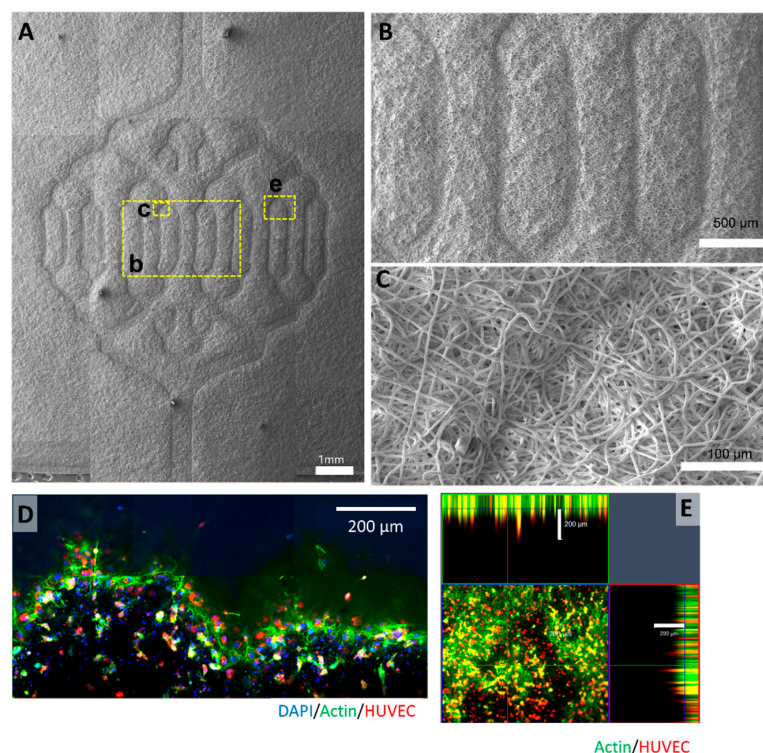 A
e
c
b
1mm
B
500 µm
C
100 µm
D
200 µm
DAPI/Actin/HUVEC
E
200 µm
200 µm
Actin/HUVEC